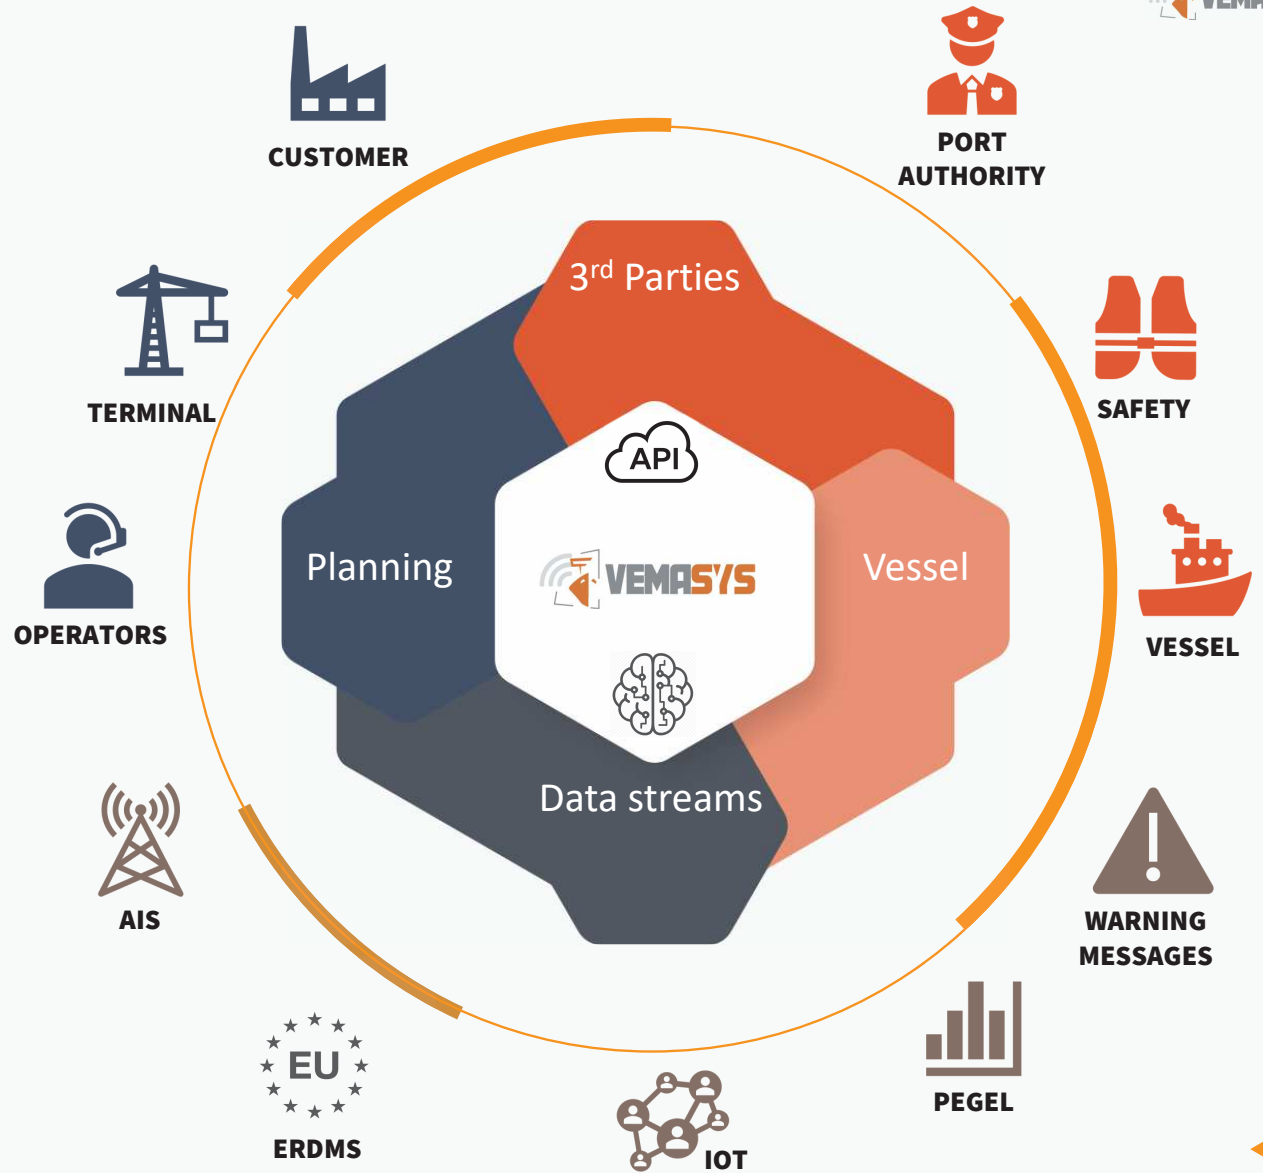 CUSTOMER
PORT
AUTHORITY
3rd Parties
TERMINAL
SAFETY
API
Planning
VEMASYS
Vessel
OPERATORS
VESSEL
Data streams
AIS
WARNING
MESSAGES
EU
PEGEL
ERDMS
IOT